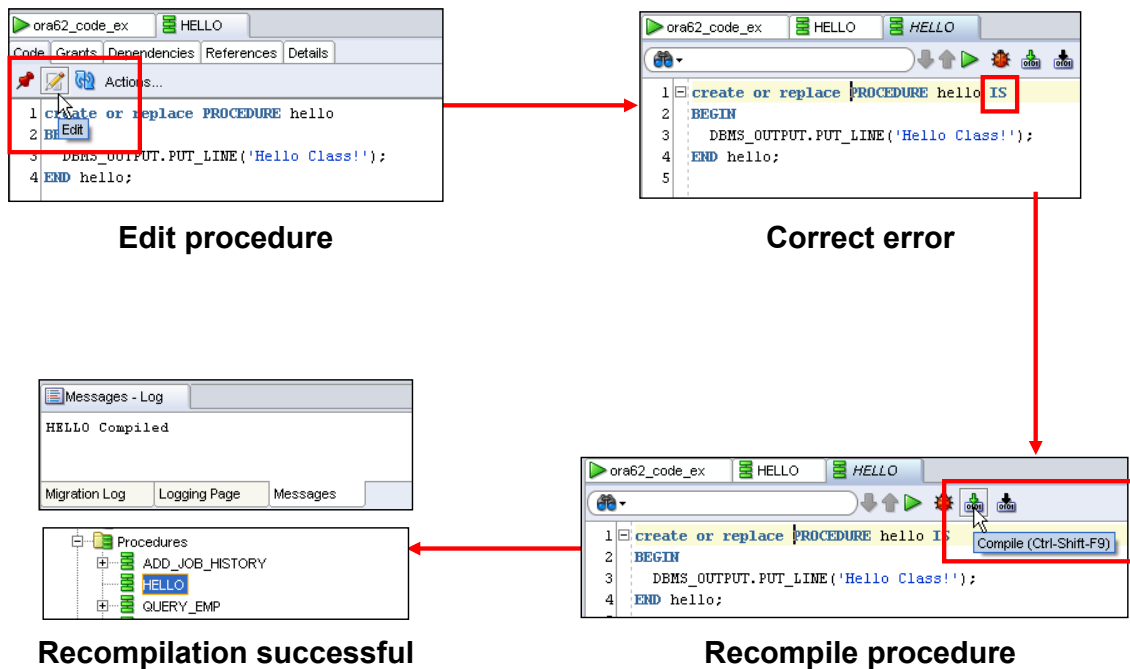 ora62_code_ex HELLO
Code Grants Dependencies References Details
Actions...
1 create or replace PROCEDURE hello
2 BE
Edit
3 DBMS_OUTPUT.PUT_LINE('Hello Class!');
4 END hello;
Edit procedure
ora62_code_ex HELLO HELLO
1 create or replace PROCEDURE hello IS
2 BEGIN
3 DBMS_OUTPUT.PUT_LINE('Hello Class!');
4 END hello;
5
Correct error
Messages - Log
HELLO Compiled
Migration Log Logging Page Messages
Procedures
ADD_JOB_HISTORY
HELLO
QUERY_EMP
Recompilation successful
ora62_code_ex HELLO HELLO
1 create or replace PROCEDURE hello IS
Compile (Ctrl-Shift-F9)
2 BEGIN
3 DBMS_OUTPUT.PUT_LINE('Hello Class!');
4 END hello;
Recompile procedure